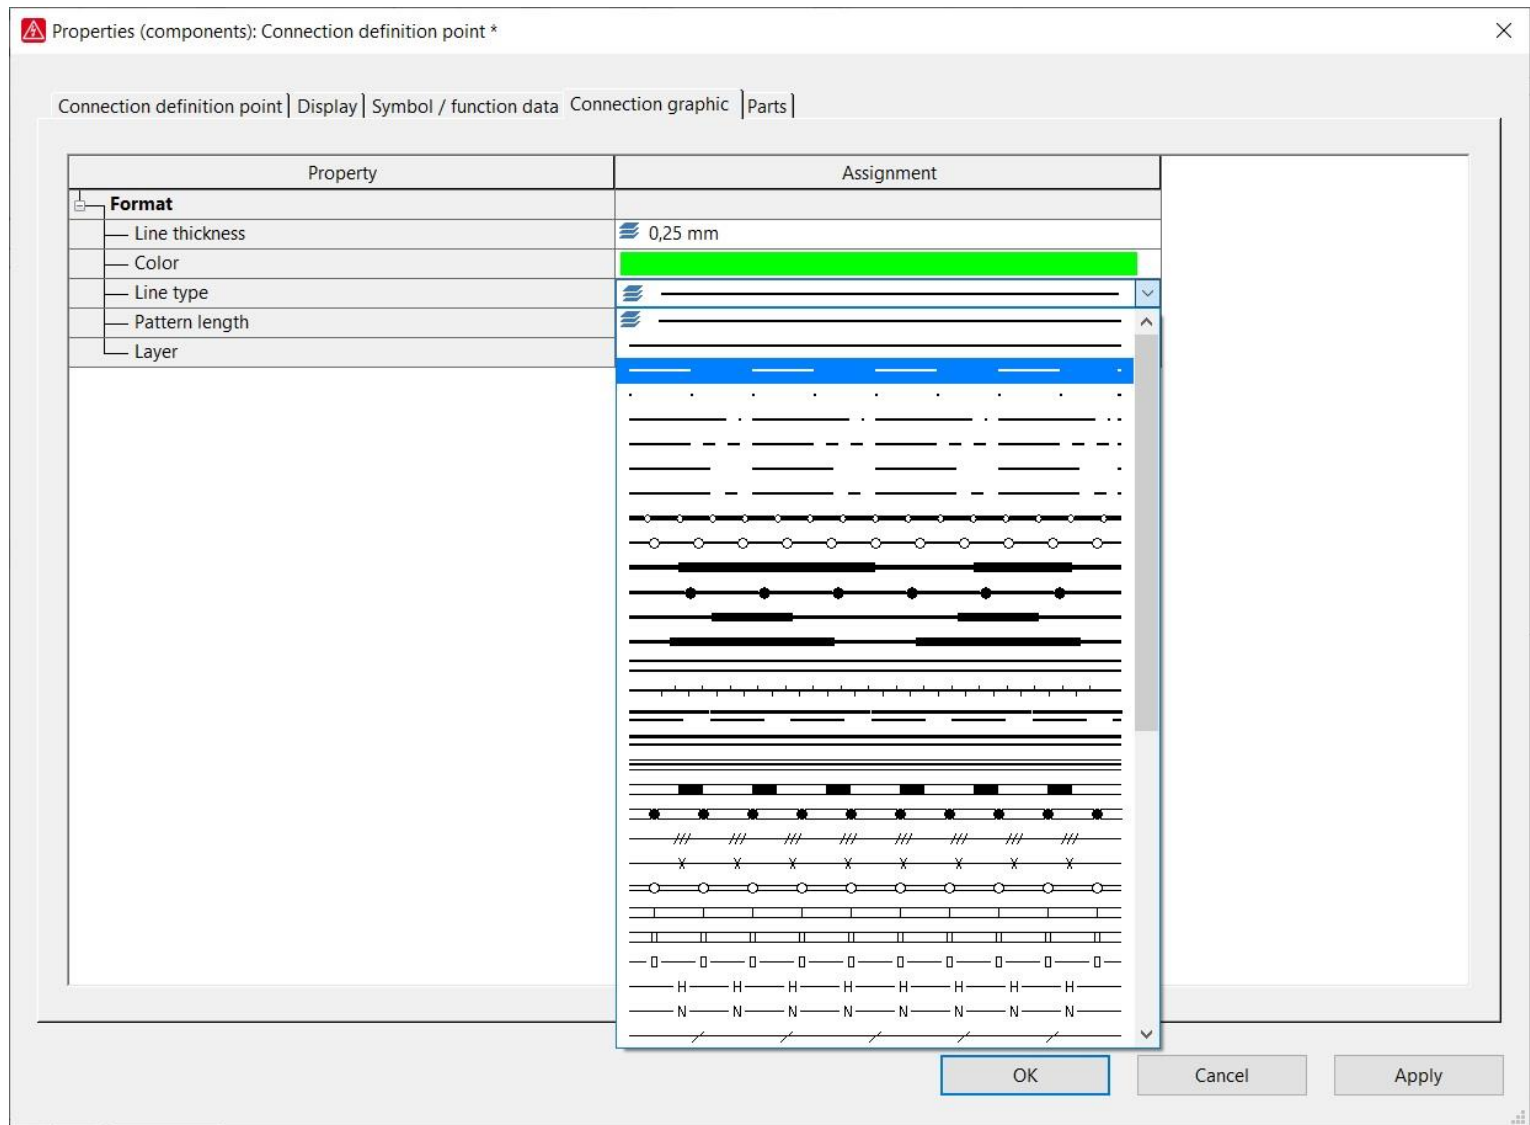 Properties (components): Connection definition point *
Connection definition point Display Symbol / function data Connection graphic Parts
Property Assignment
Format
Line thickness 0,25 mm
Color
Line type
Pattern length
Layer
H H H H H H H H
N N N N N N N N
OK Cancel Apply